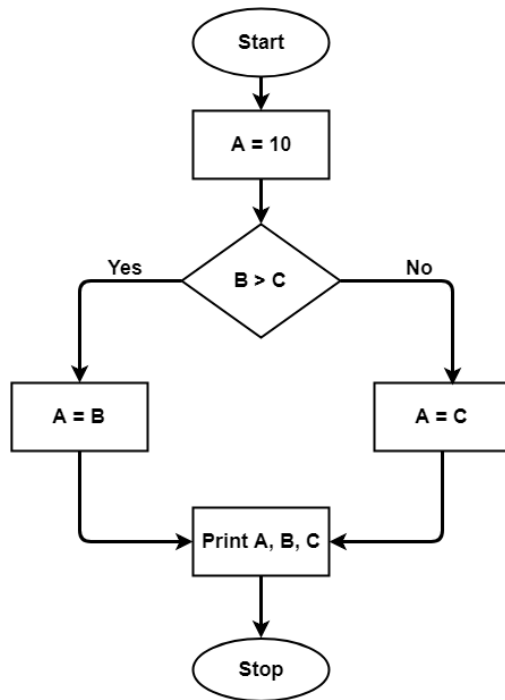 Start
A = 10
B > C
Yes
No
A = B
A = C
Print A, B, C
Stop